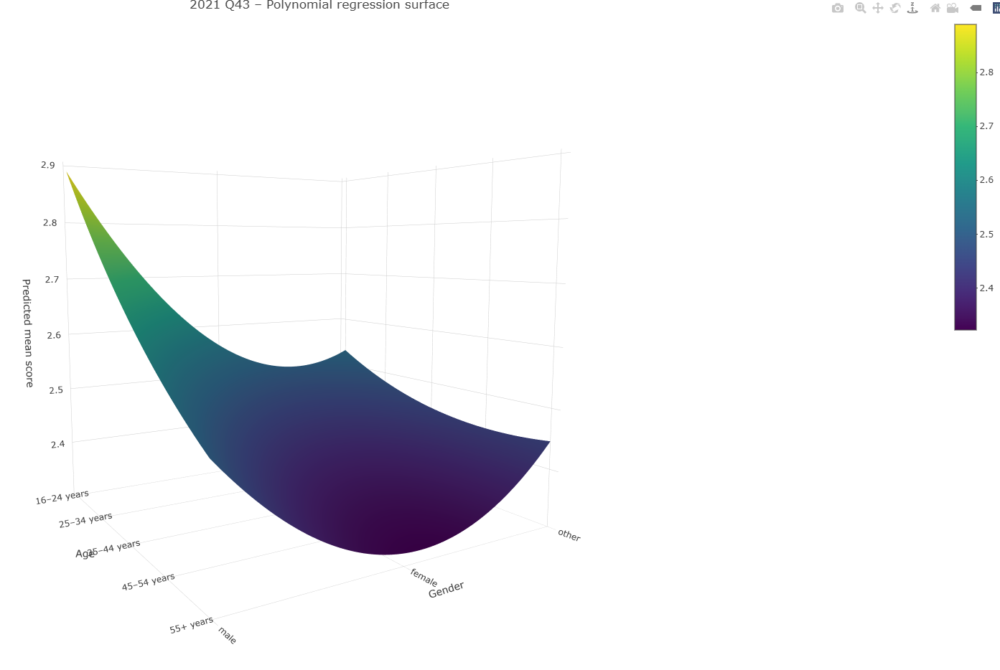 2021 Q43 – Polynomial regression surface
2.8
2.7
2.6
2.5
2.4
2.9
2.8
2.7
2.6
2.5
2.4
Predicted mean score
16–24 years
25–34 years
35–44 years
45–54 years
55+ years
Age
male
female
other
Gender